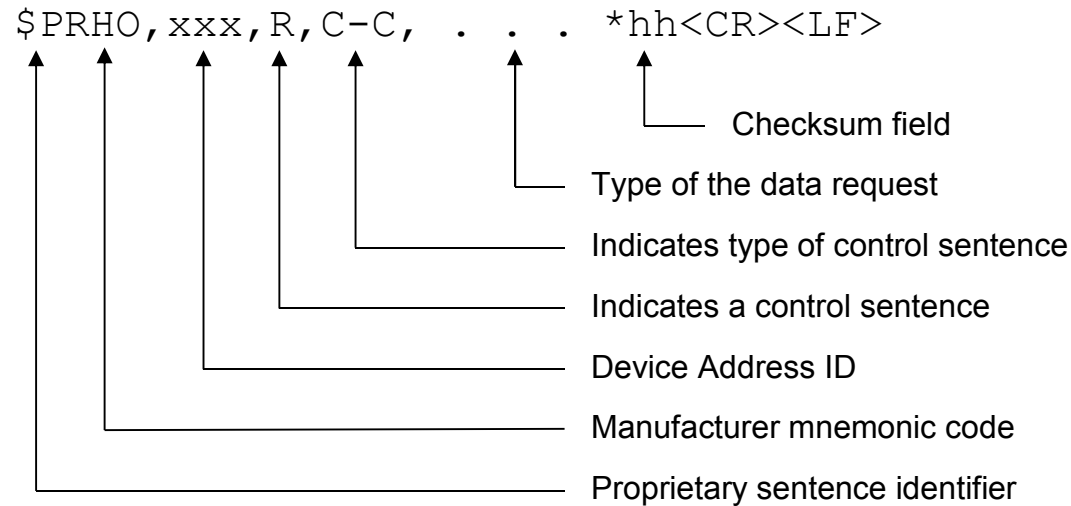 $PRHO,xxx,R,C-C, . . . *hh<CR><LF>
Checksum field
Type of the data request
Indicates type of control sentence
Indicates a control sentence
Device Address ID
Manufacturer mnemonic code
Proprietary sentence identifier